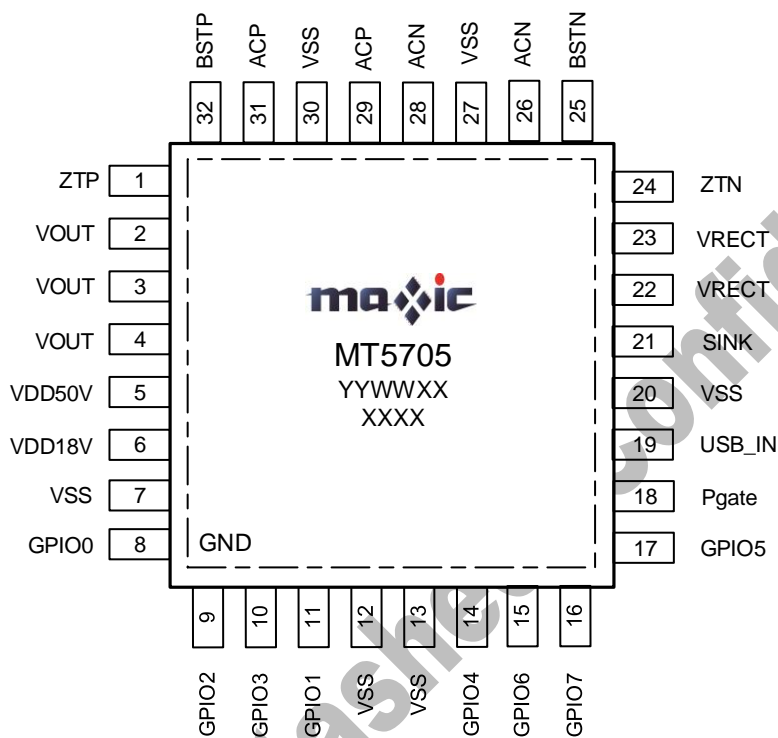 BSTP ACP VSS ACP ACN VSS ACN BSTN
32 31 30 29 28 27 26 25
ZTP 1
VOUT 2
VOUT 3
VOUT 4
VDD50V 5
VDD18V 6
VSS 7
GPIO0 8
maxic
MT5705
YYWWXX
XXXX
GND
24 ZTN
23 VRECT
22 VRECT
21 SINK
20 VSS
19 USB_IN
18 Pgate
17 GPIO5
9 10 11 12 13 14 15 16
GPIO2 GPIO3 GPIO1 VSS VSS GPIO4 GPIO6 GPIO7